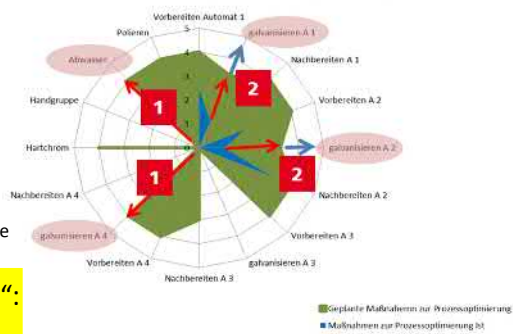 Vorbereiten Automat 1
Polieren
galvanisieren A 1
Abwasser
Nachbereiten A 1
Handgruppe
Vorbereiten A 2
Hartchrom
galvanisieren A 2
Nachbereiten A 4
Nachbereiten A 2
galvanisieren A 4
Vorbereiten A 3
Vorbereiten A 4
galvanisieren A 3
Nachbereiten A 3
5
4
3
2
1
0
1
2
1
2
e
“:
Geplante Maßnahemn zur Prozessoptimierung
Maßnahmen zur Prozessoptimierung Ist